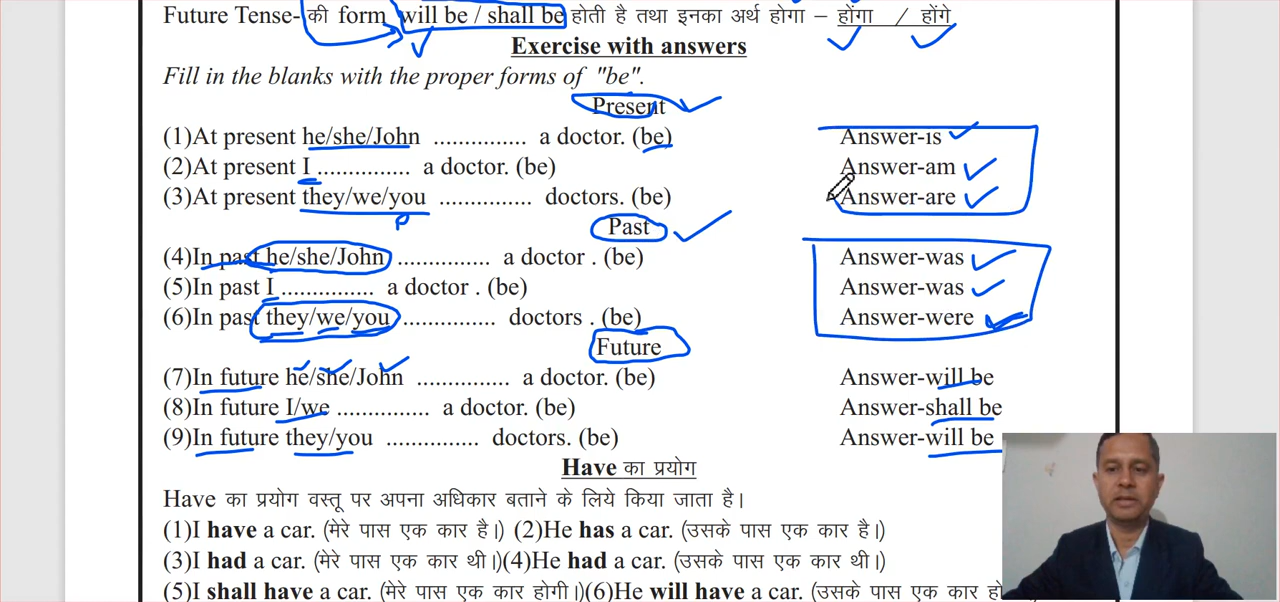 Future Tense- की form will be / shall be होती है तथा इनका अर्थ होगा – होंगा / होंगे
Exercise with answers
Fill in the blanks with the proper forms of "be".
Present
(1)At present he/she/John ............... a doctor. (be) Answer-is
(2)At present I ............... a doctor. (be) Answer-am
(3)At present they/we/you ............... doctors. (be) Answer-are
P
Past
(4)In past he/she/John ............... a doctor . (be) Answer-was
(5)In past I ............... a doctor . (be) Answer-was
(6)In past they/we/you ............... doctors . (be) Answer-were
Future
(7)In future he/she/John ............... a doctor. (be) Answer-will be
(8)In future I/we ............... a doctor. (be) Answer-shall be
(9)In future they/you ............... doctors. (be) Answer-will be
Have का प्रयोग
Have का प्रयोग वस्तू पर अपना अधिकार बताने के लिये किया जाता है।
(1)I have a car. (मेरे पास एक कार है।) (2)He has a car. (उसके पास एक कार है।)
(3)I had a car. (मेरे पास एक कार थी।)(4)He had a car. (उसके पास एक कार थी।)
(5)I shall have a car. (मेरे पास एक कार होगी।)(6)He will have a car. (उसके पास एक कार